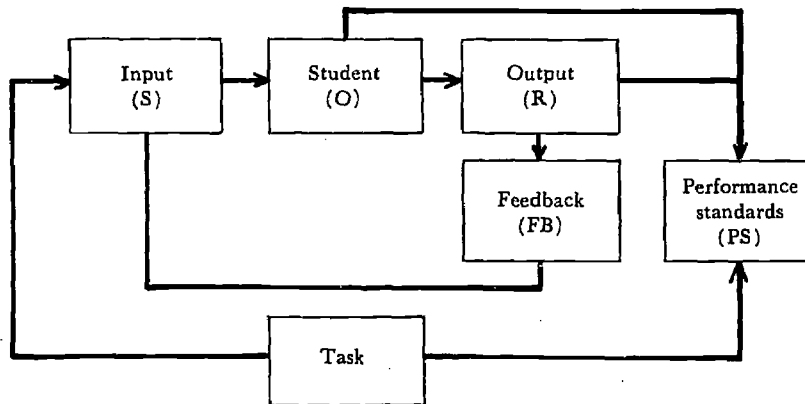 Input
(S)
Student
(O)
Output
(R)
Feedback
(FB)
Performance
standards
(PS)
Task